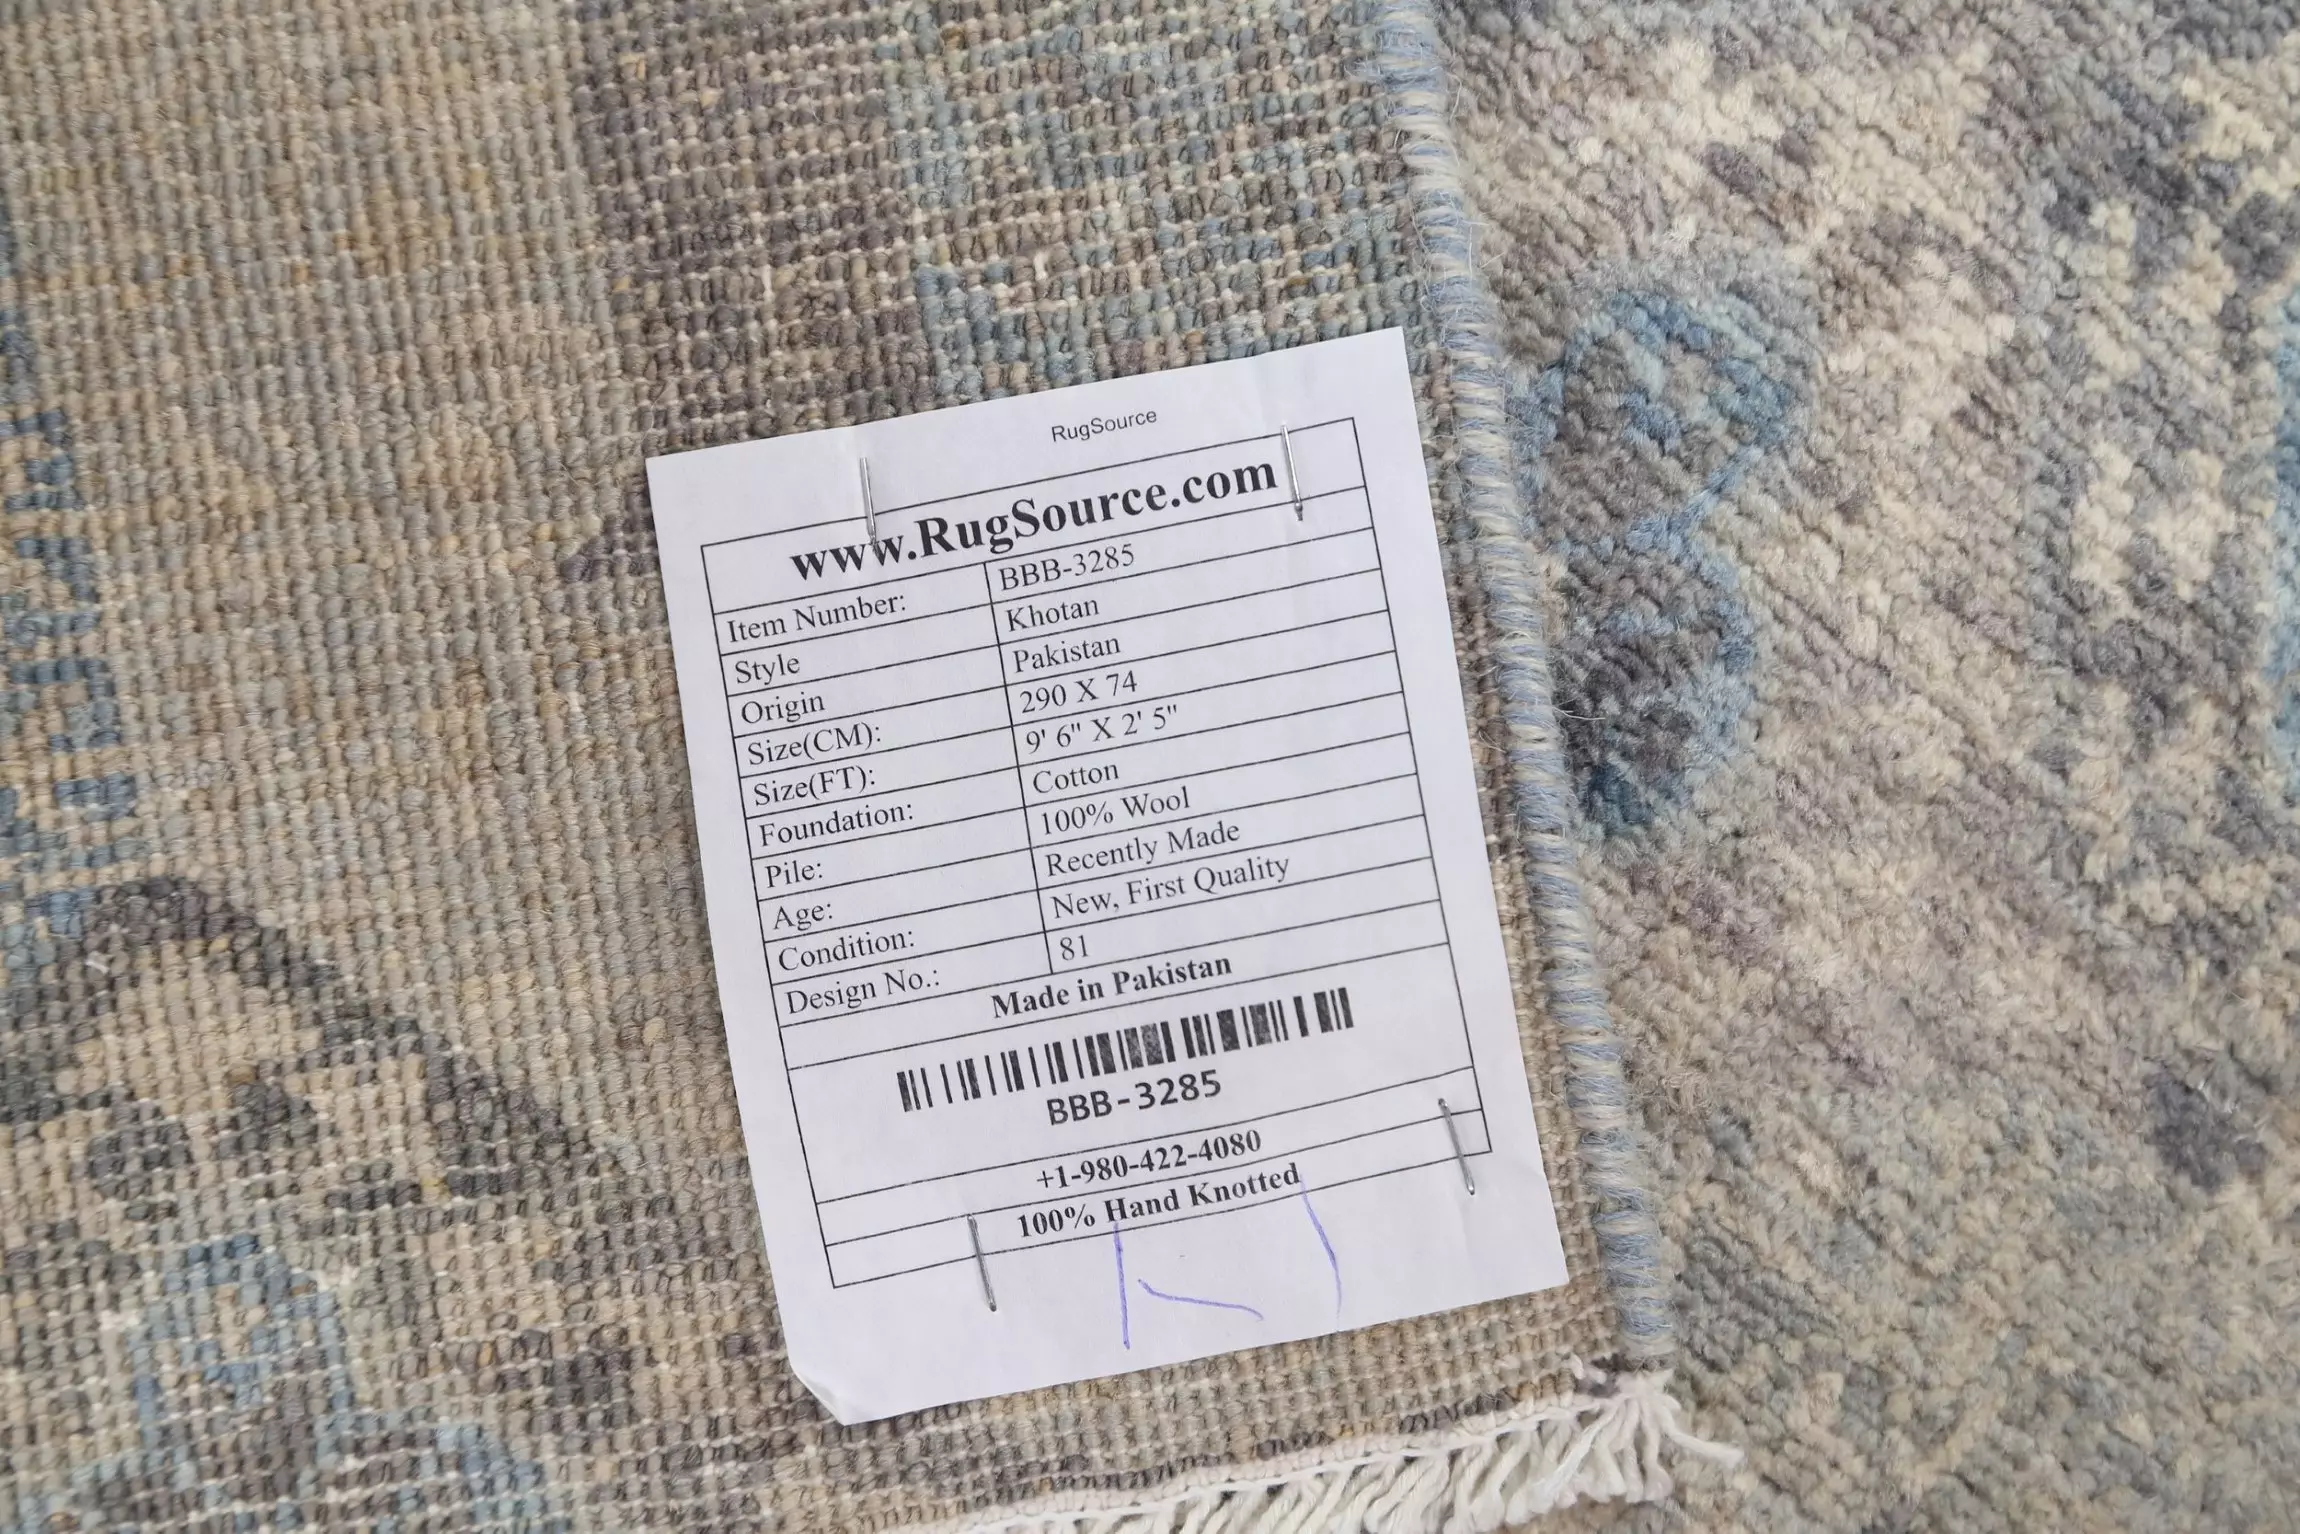 RugSource
www.RugSource.com
Item Number: BBB-3285
Style Khotan
Origin Pakistan
Size(CM): 290 X 74
Size(FT): 9' 6" X 2' 5"
Foundation: Cotton
Pile: 100% Wool
Age: Recently Made
Condition: New, First Quality
Design No.: 81
Made in Pakistan
BBB-3285
+1-980-422-4080
100% Hand Knotted